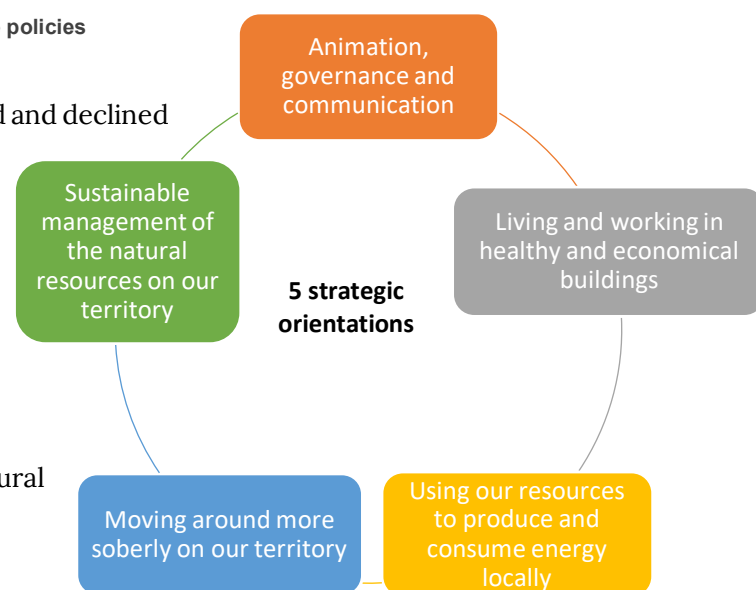 policies
Animation,
governance and
communication
d and declined
Sustainable
management of
the natural
resources on our
territory
Living and working in
healthy and economical
buildings
5 strategic
orientations
ural
Moving around more
soberly on our territory
Using our resources
to produce and
consume energy
locally